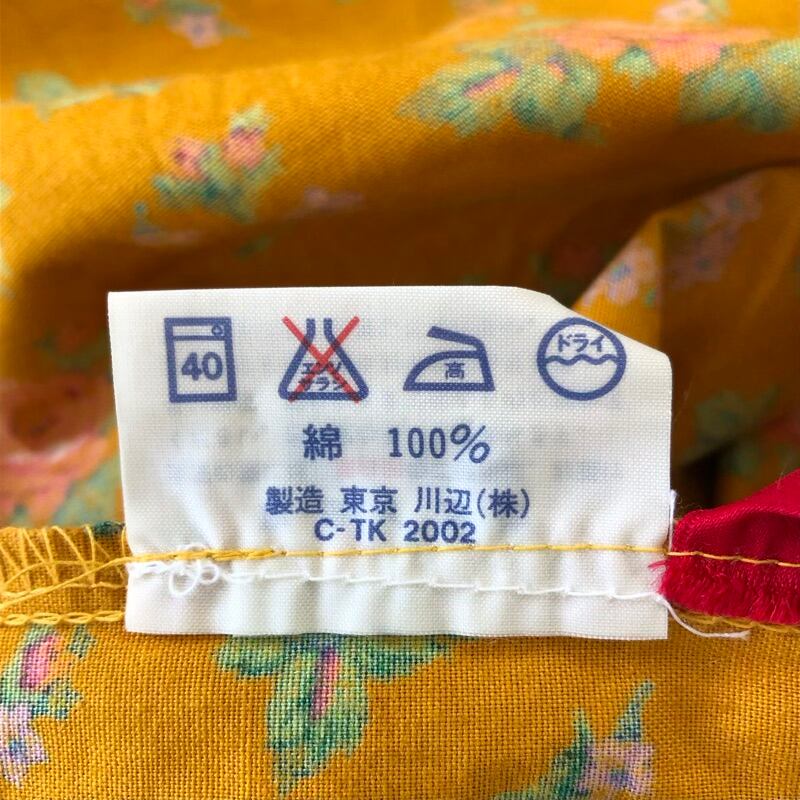 40 エンソサラシ 高 ドライ
綿 100%
製造 東京 川辺(株)
C-TK 2002